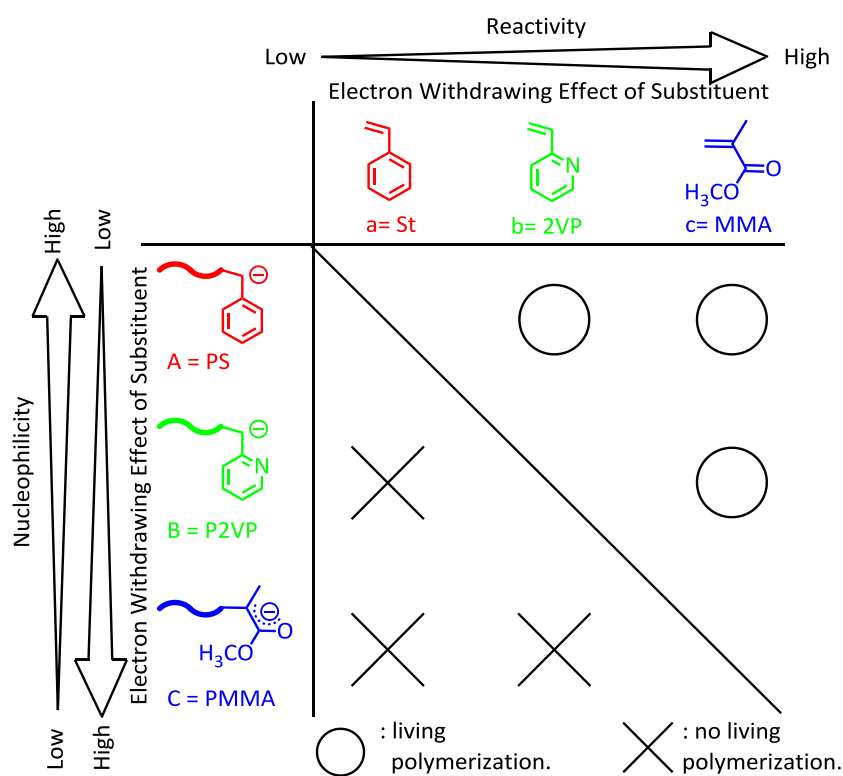 Reactivity
Low
High
Electron Withdrawing Effect of Substituent
N
O
H3CO
a= St
b= 2VP
c= MMA
High
Low
Nucleophilicity
Electron Withdrawing Effect of Substituent
A = PS
N
B = P2VP
O
H3CO
C = PMMA
Low
High
: living
polymerization.
: no living
polymerization.